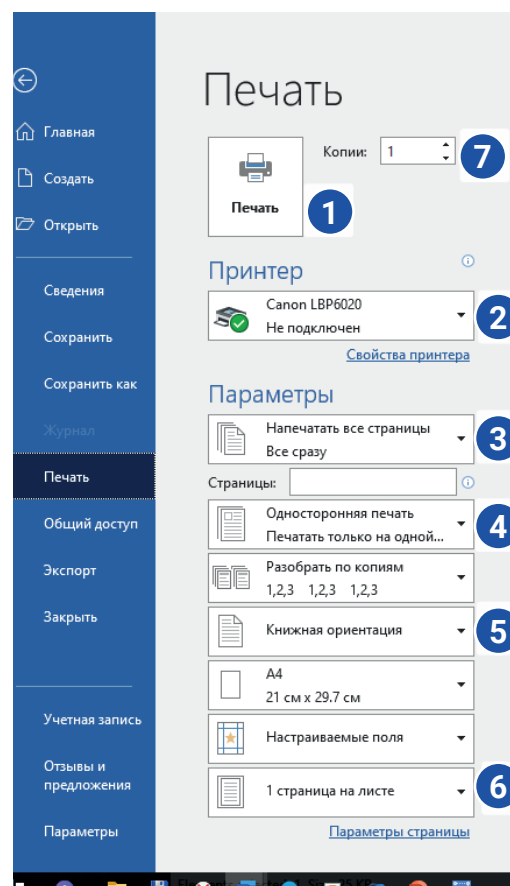 Главная
Создать
Открыть
Сведения
Сохранить
Сохранить как
Журнал
Печать
Общий доступ
Экспорт
Закрыть
Учетная запись
Отзывы и
предложения
Параметры
Печать
Копии: 1
7
Печать
1
Принтер
Canon LBP6020
Не подключен
2
Свойства принтера
Параметры
Напечатать все страницы
Все сразу
3
Страницы:
Односторонняя печать
Печатать только на одной...
4
Разобрать по копиям
1,2,3 1,2,3 1,2,3
Книжная ориентация
5
A4
21 см x 29.7 см
Настраиваемые поля
1 страница на листе
6
Параметры страницы